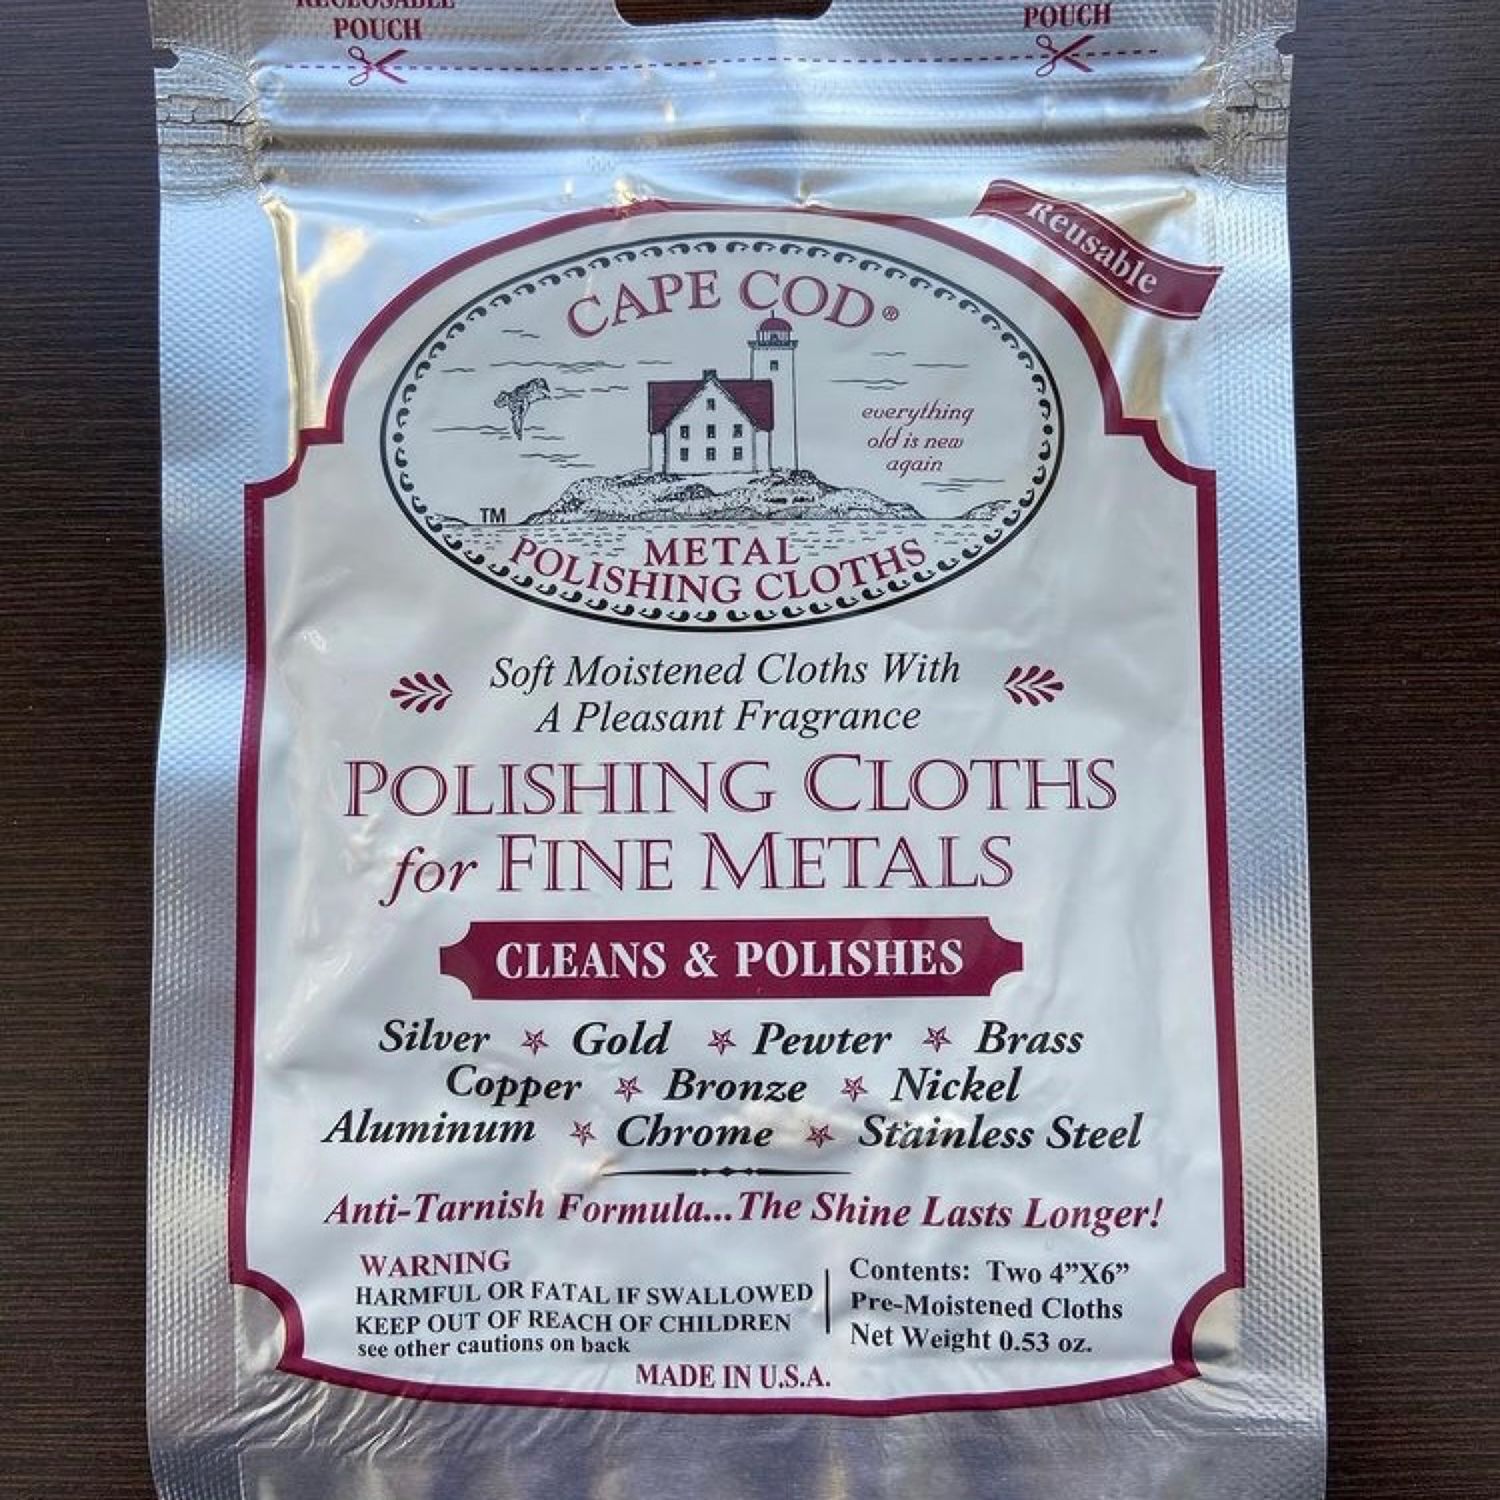 RECLOSABLE
POUCH
POUCH
Reusable
CAPE COD®
everything
old is new
again
TM
METAL
POLISHING CLOTHS
Soft Moistened Cloths With
A Pleasant Fragrance
POLISHING CLOTHS
for FINE METALS
CLEANS & POLISHES
Silver Gold Pewter Brass
Copper Bronze Nickel
Aluminum Chrome Stainless Steel
Anti-Tarnish Formula...The Shine Lasts Longer!
WARNING
HARMFUL OR FATAL IF SWALLOWED
KEEP OUT OF REACH OF CHILDREN
see other cautions on back
Contents: Two 4”X6”
Pre-Moistened Cloths
Net Weight 0.53 oz.
MADE IN U.S.A.